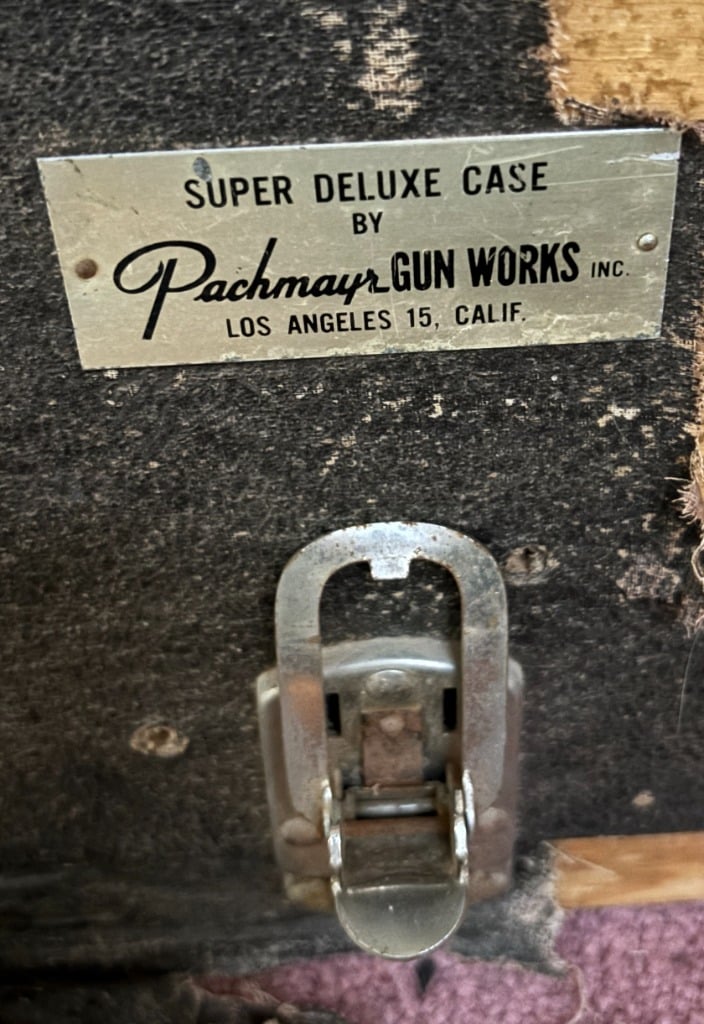 SUPER DELUXE CASE
BY
Pachmayr GUN WORKS INC.
LOS ANGELES 15, CALIF.